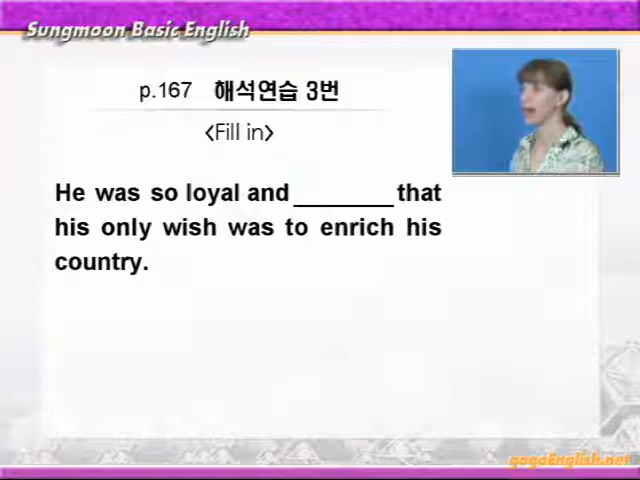 Sungmoon Basic English
p.167 해석연습 3번
<Fill in>
He was so loyal and ________ that
his only wish was to enrich his
country.
gogoEnglish.net